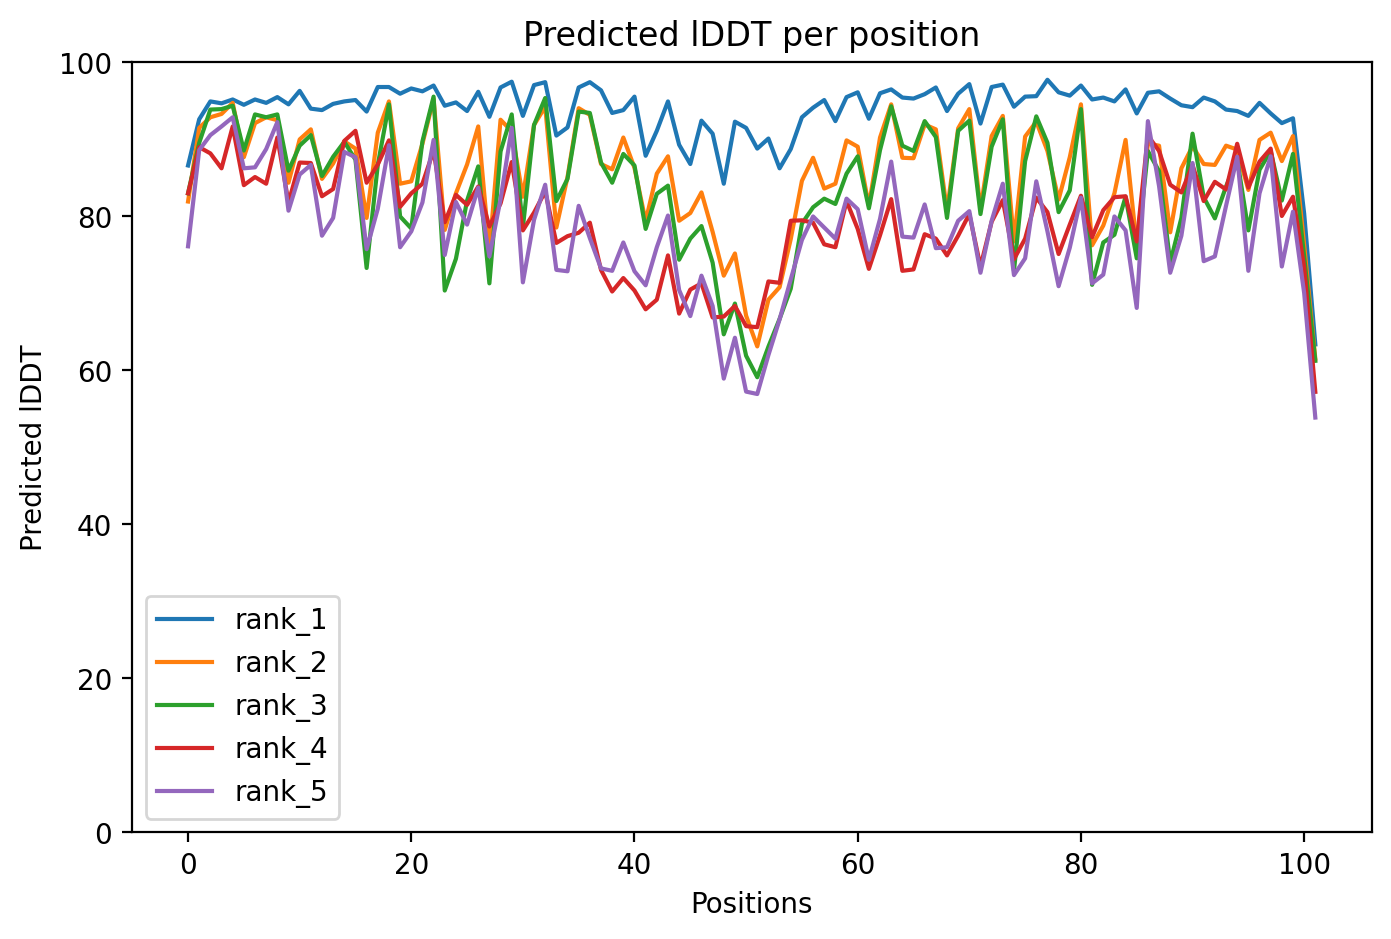 Predicted lDDT per position
100
80
60
40
20
0
Predicted lDDT
rank_1
rank_2
rank_3
rank_4
rank_5
0 20 40 60 80 100
Positions